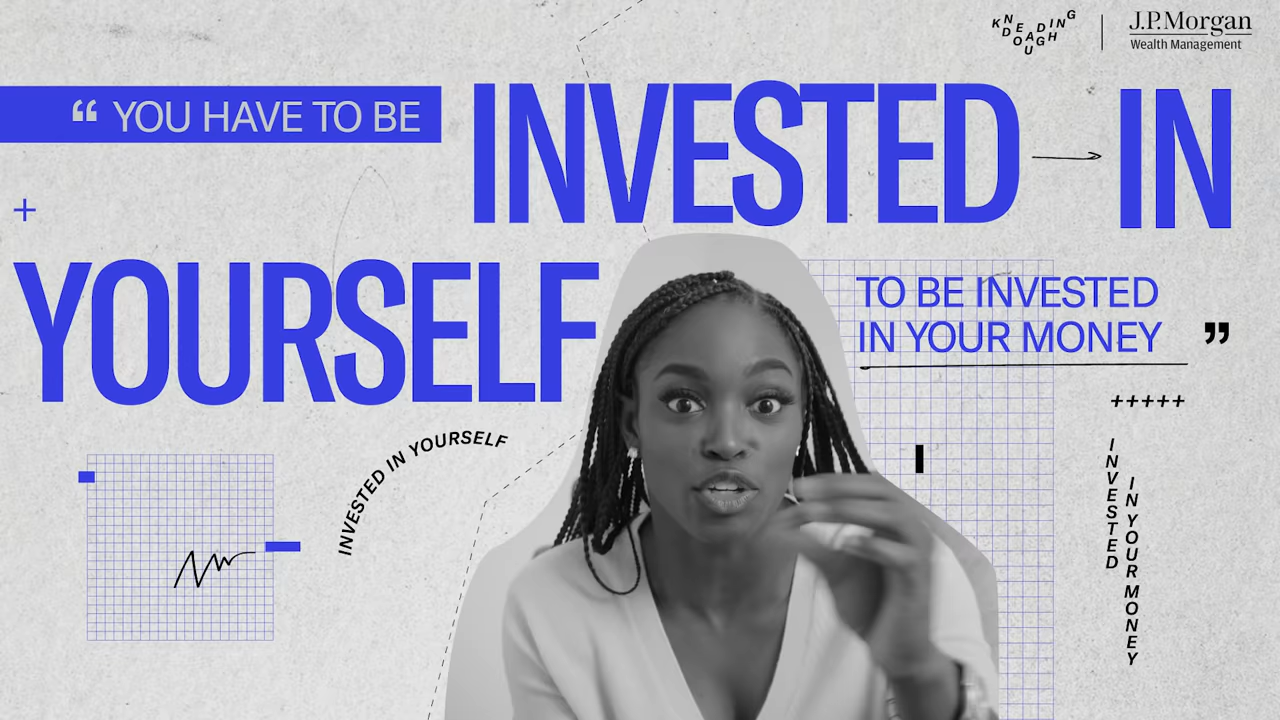 KNEADING
DOUGH
J.P.Morgan
Wealth Management
“ YOU HAVE TO BE
INVESTED IN
YOURSELF
TO BE INVESTED
IN YOUR MONEY ”
+++++
INVESTED IN YOURSELF
INVESTED
IN YOUR MONEY